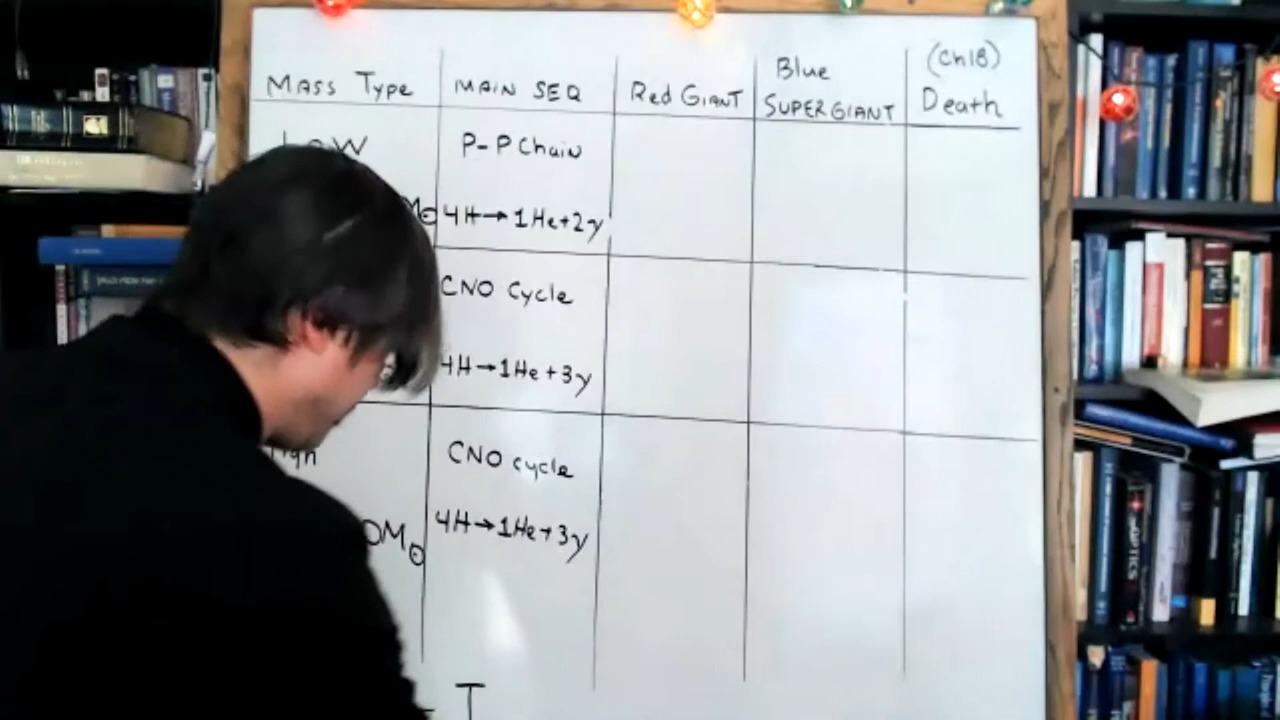 MASS TYPE
MAIN SEQ
Red GIANT
Blue
SUPERGIANT
(Ch18)
Death
Low
P-P Chain
M☉
4H→1He+2γ
CNO Cycle
4H→1He+3γ
CNO cycle
0M☉
4H→1He+3γ
OPTICS